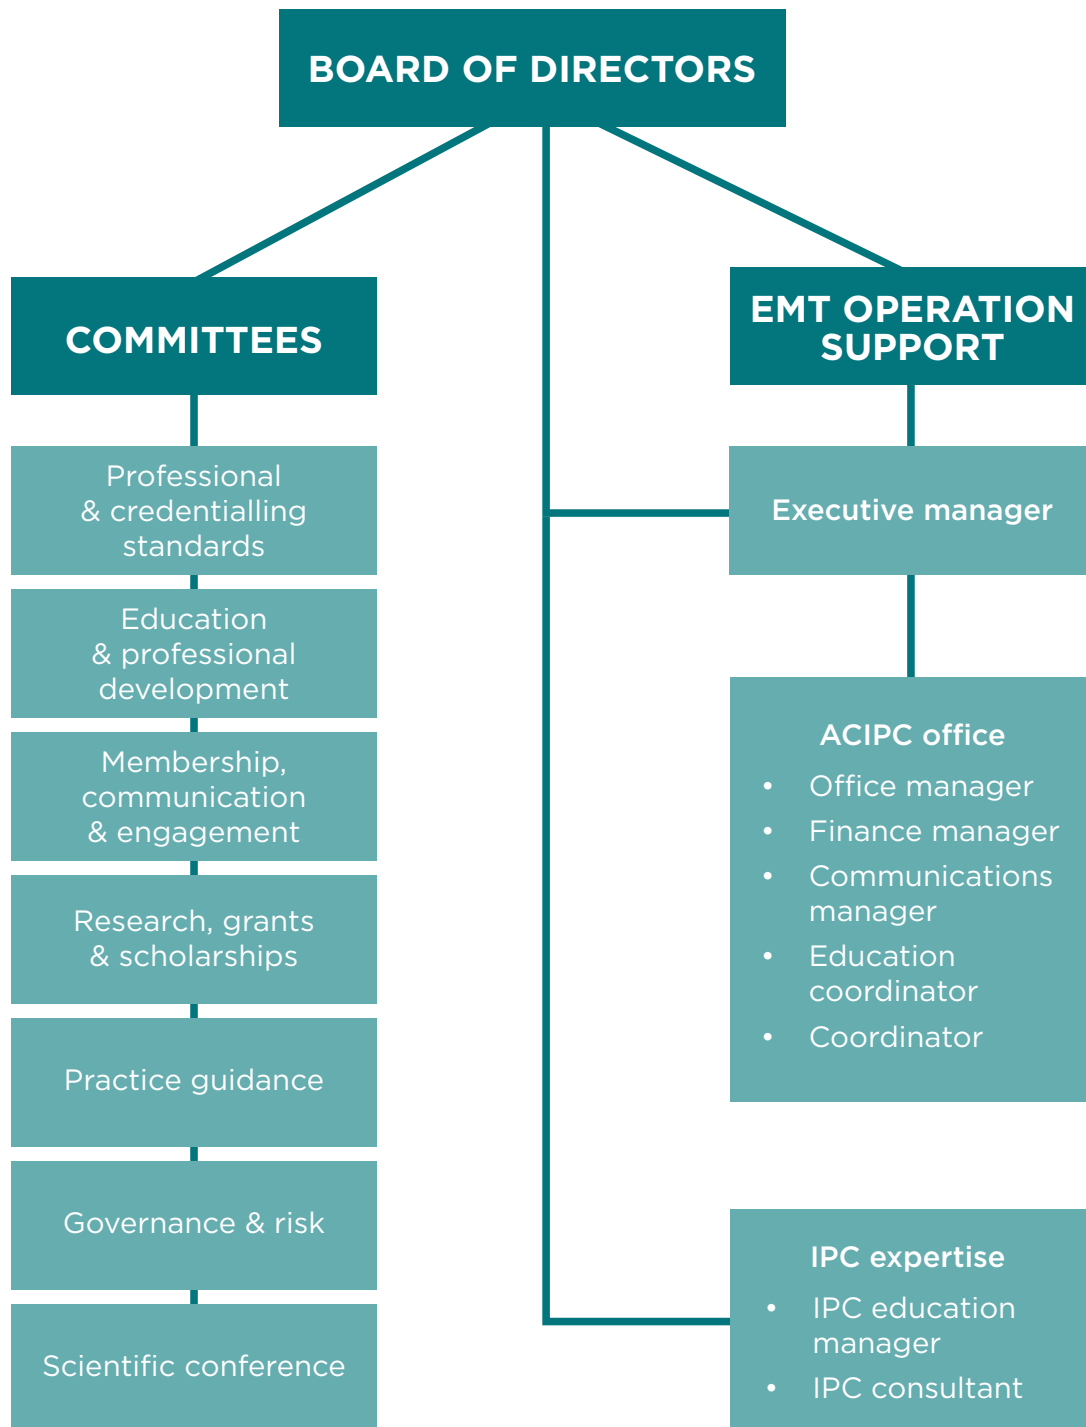 BOARD OF DIRECTORS
COMMITTEES
Professional
& credentialling
standards
Education
& professional
development
Membership,
communication
& engagement
Research, grants
& scholarships
Practice guidance
Governance & risk
Scientific conference
EMT OPERATION
SUPPORT
Executive manager
ACIPC office
• Office manager
• Finance manager
• Communications
manager
• Education
coordinator
• Coordinator
IPC expertise
• IPC education
manager
• IPC consultant